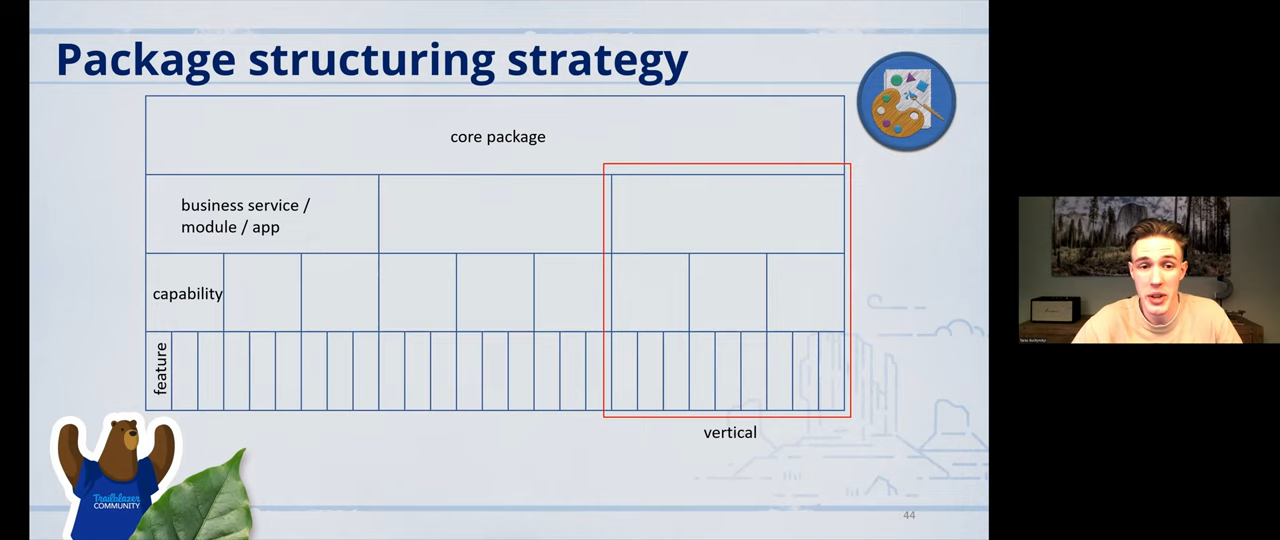 Package structuring strategy
core package
business service /
module / app
capability
feature
vertical
Trailblazer
COMMUNITY
44